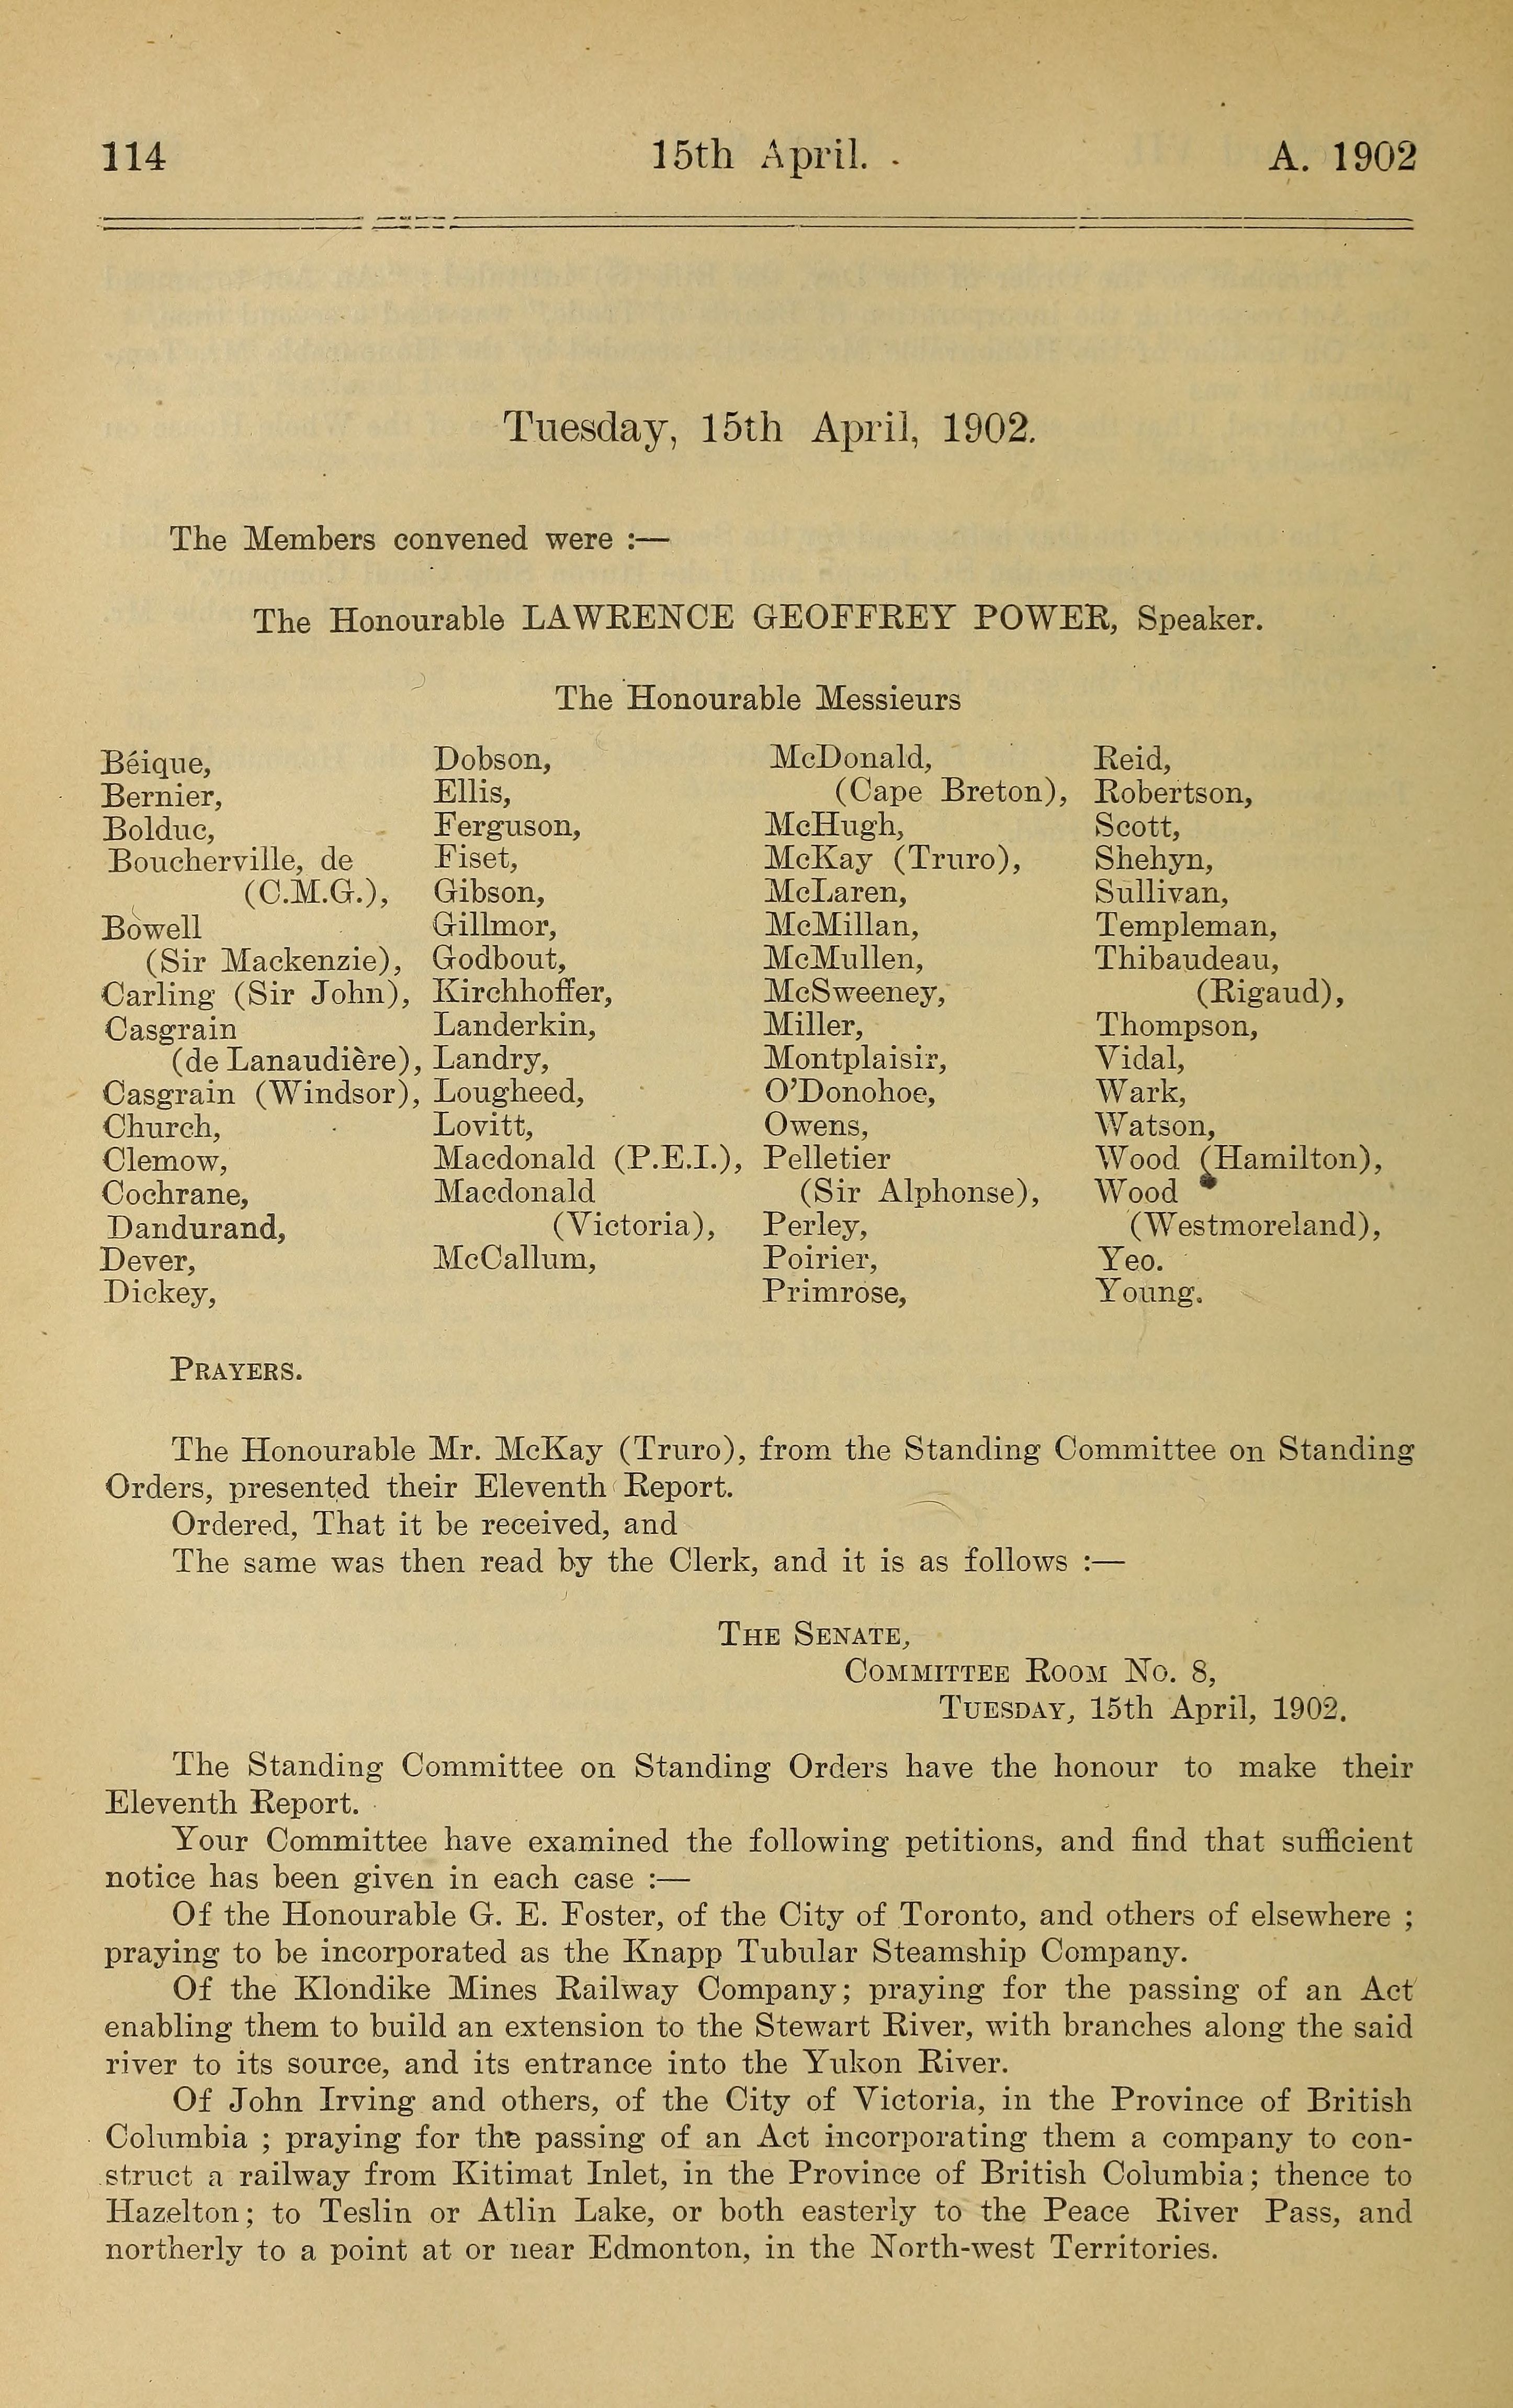 114 15th April. A. 1902
Tuesday, 15th April, 1902.
The Members convened were :—
The Honourable LAWRENCE GEOFFREY POWER, Speaker.
The Honourable Messieurs
Béique,
Bernier,
Bolduc,
Boucherville, de
(C.M.G.),
Bowell
(Sir Mackenzie),
Carling (Sir John),
Casgrain
(de Lanaudière),
Casgrain (Windsor),
Church,
Clemow,
Cochrane,
Dandurand,
Dever,
Dickey,
Dobson,
Ellis,
Ferguson,
Fiset,
Gibson,
Gillmor,
Godbout,
Kirchhoffer,
Landerkin,
Landry,
Lougheed,
Lovitt,
Macdonald (P.E.I.),
Macdonald
(Victoria),
McCallum,
McDonald,
(Cape Breton),
McHugh,
McKay (Truro),
McLaren,
McMillan,
McMullen,
McSweeney,
Miller,
Montplaisir,
O'Donohoe,
Owens,
Pelletier
(Sir Alphonse),
Perley,
Poirier,
Primrose,
Reid,
Robertson,
Scott,
Shehyn,
Sullivan,
Templeman,
Thibaudeau,
(Rigaud),
Thompson,
Vidal,
Wark,
Watson,
Wood (Hamilton),
Wood
(Westmoreland),
Yeo.
Young.
PRAYERS.
The Honourable Mr. McKay (Truro), from the Standing Committee on Standing
Orders, presented their Eleventh Report.
Ordered, That it be received, and
The same was then read by the Clerk, and it is as follows :—
THE SENATE,
COMMITTEE ROOM No. 8,
TUESDAY, 15th April, 1902.
The Standing Committee on Standing Orders have the honour to make their
Eleventh Report.
Your Committee have examined the following petitions, and find that sufficient
notice has been given in each case :—
Of the Honourable G. E. Foster, of the City of Toronto, and others of elsewhere ;
praying to be incorporated as the Knapp Tubular Steamship Company.
Of the Klondike Mines Railway Company; praying for the passing of an Act
enabling them to build an extension to the Stewart River, with branches along the said
river to its source, and its entrance into the Yukon River.
Of John Irving and others, of the City of Victoria, in the Province of British
Columbia ; praying for the passing of an Act incorporating them a company to con-
struct a railway from Kitimat Inlet, in the Province of British Columbia; thence to
Hazelton; to Teslin or Atlin Lake, or both easterly to the Peace River Pass, and
northerly to a point at or near Edmonton, in the North-west Territories.